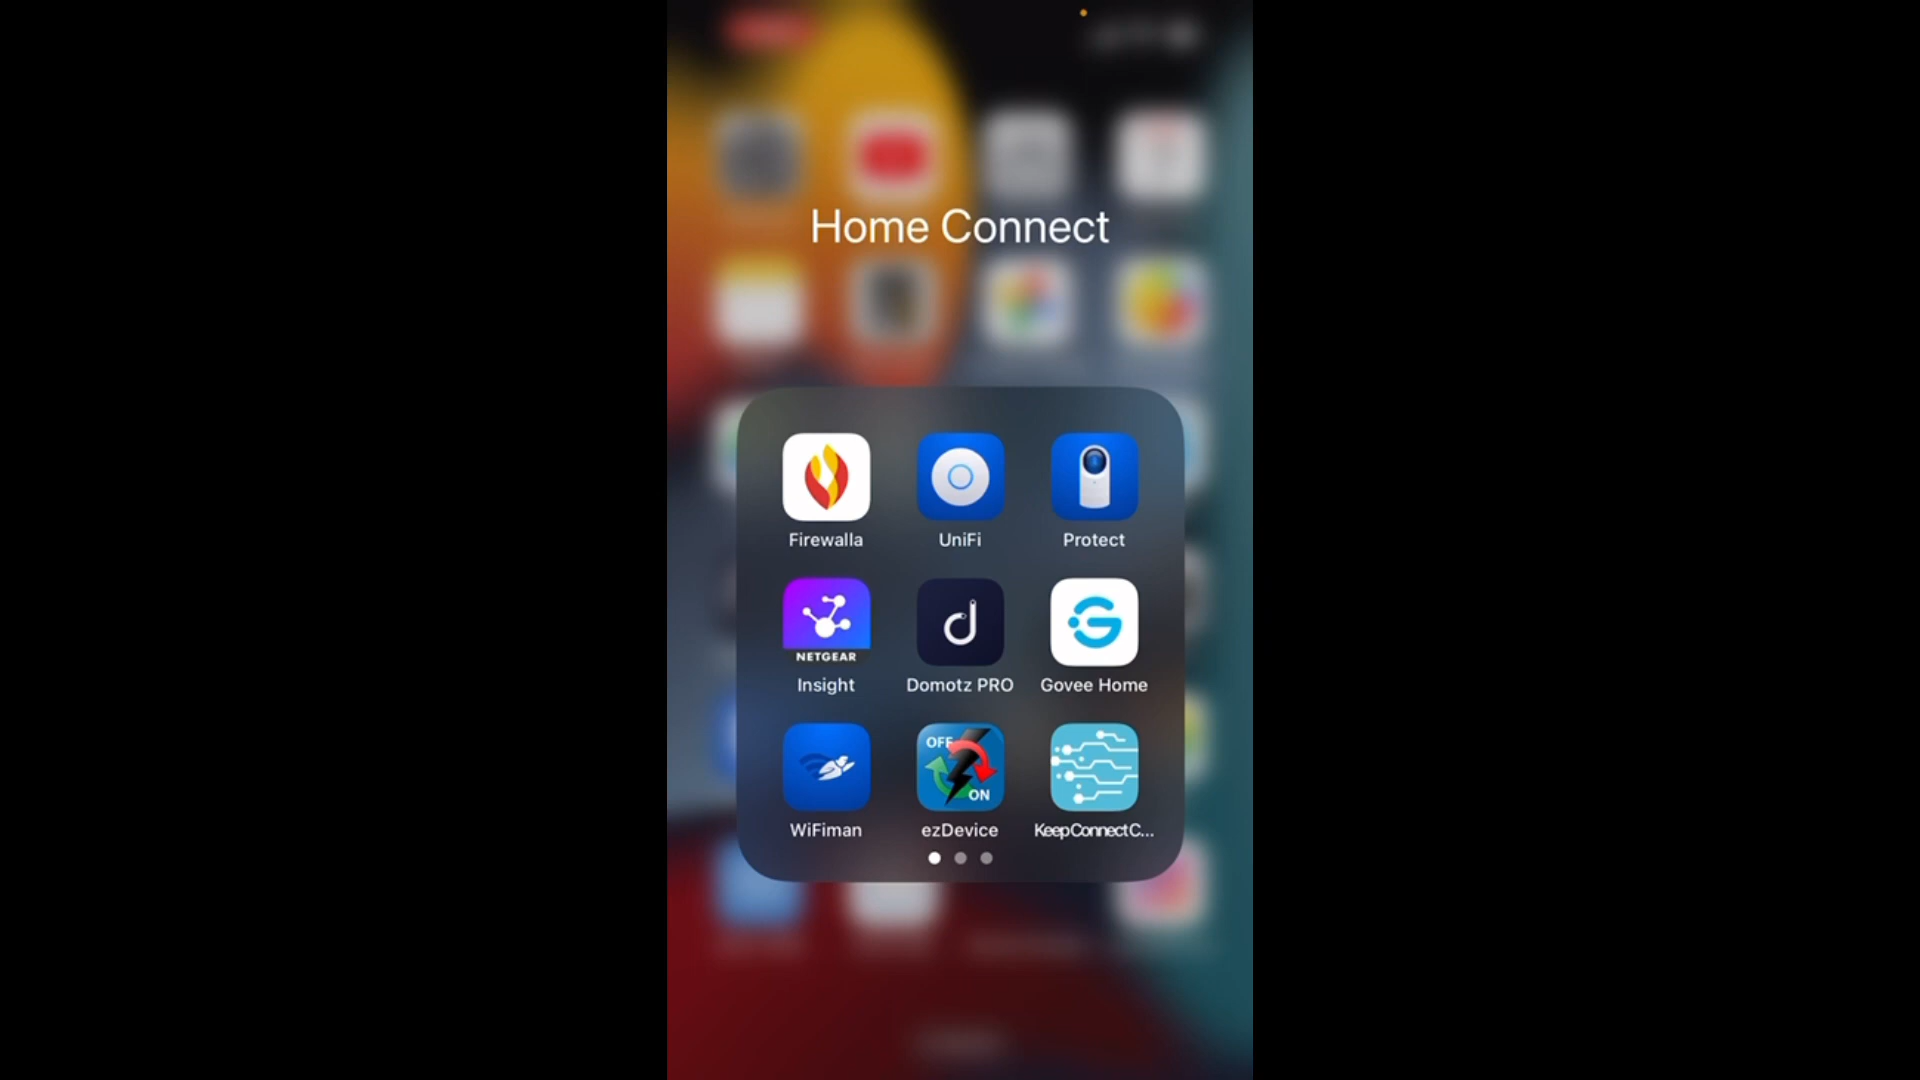 Home Connect
Firewalla
UniFi
Protect
NETGEAR
Insight
Domotz PRO
Govee Home
OFF
ON
WiFiman
ezDevice
KeepConnectC...